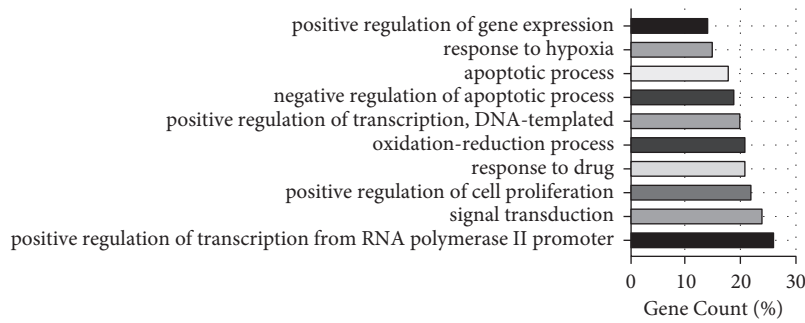 positive regulation of gene expression
response to hypoxia
apoptotic process
negative regulation of apoptotic process
positive regulation of transcription, DNA-templated
oxidation-reduction process
response to drug
positive regulation of cell proliferation
signal transduction
positive regulation of transcription from RNA polymerase II promoter
0 10 20 30
Gene Count (%)